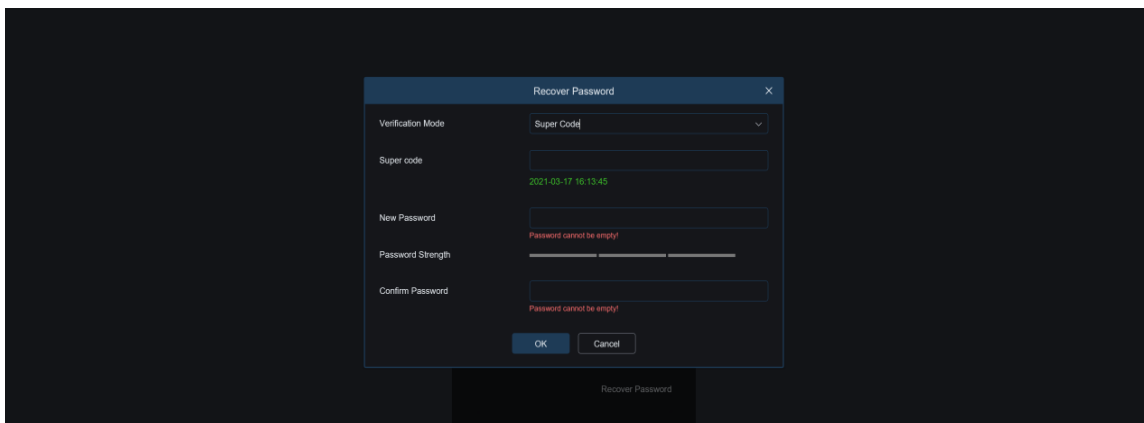 Recover Password
Verification Mode Super Code
Super code
2021-03-17 16:13:45
New Password
Password cannot be empty!
Password Strength
Confirm Password
Password cannot be empty!
OK Cancel
Recover Password